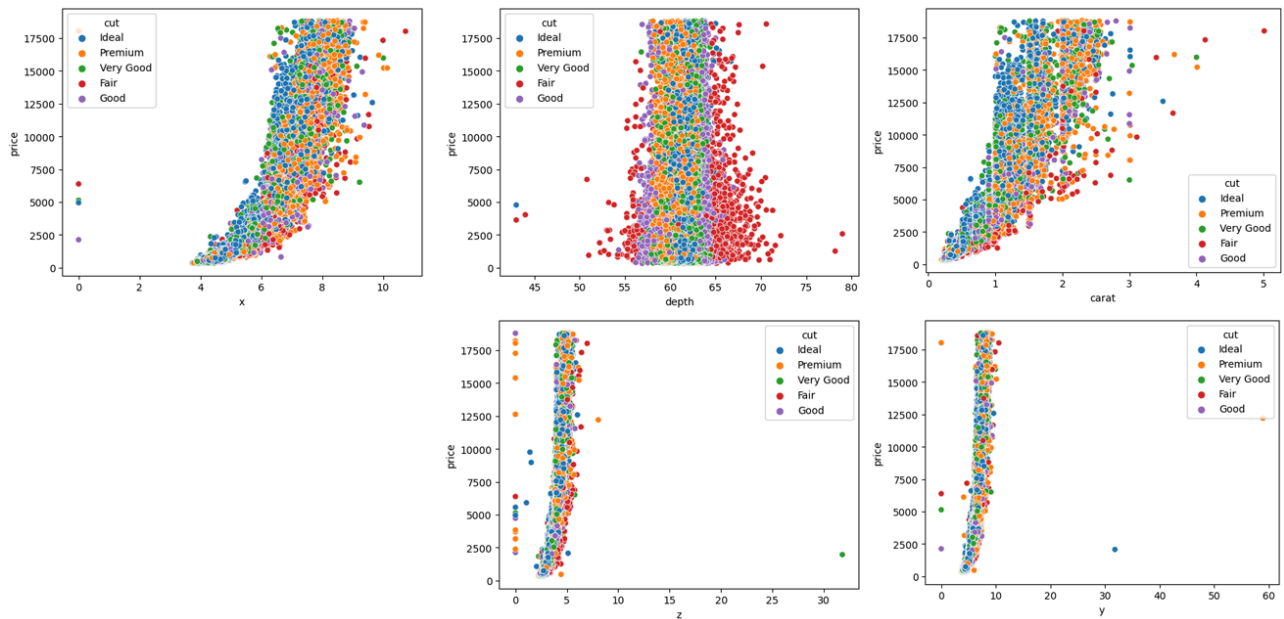 cut
Ideal
Premium
Very Good
Fair
Good
17500
15000
12500
10000
7500
5000
2500
0
price
0 2 4 6 8 10
x
cut
Ideal
Premium
Very Good
Fair
Good
17500
15000
12500
10000
7500
5000
2500
0
price
45 50 55 60 65 70 75 80
depth
cut
Ideal
Premium
Very Good
Fair
Good
17500
15000
12500
10000
7500
5000
2500
0
price
0 1 2 3 4 5
carat
cut
Ideal
Premium
Very Good
Fair
Good
17500
15000
12500
10000
7500
5000
2500
0
price
0 5 10 15 20 25 30
z
cut
Ideal
Premium
Very Good
Fair
Good
17500
15000
12500
10000
7500
5000
2500
0
price
0 10 20 30 40 50 60
y